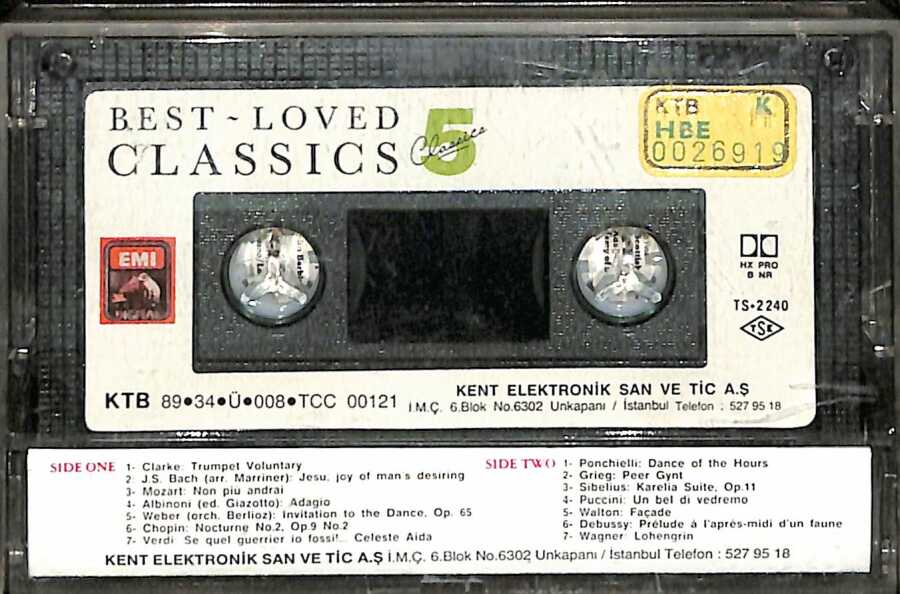 BEST ~ LOVED
CLASSICS
5
Classics
KTB K
HBE
0026919
EMI
DIGITAL
HX PRO
B NR
TS•2240
TSE
KTB 89•34•Ü•008•TCC 00121
KENT ELEKTRONİK SAN VE TİC A.Ş
İ.M.Ç. 6.Blok No.6302 Unkapanı / İstanbul Telefon : 527 95 18
SIDE ONE 1- Clarke: Trumpet Voluntary
2- J.S. Bach (arr. Marriner): Jesu, joy of man's desiring
3- Mozart: Non piu andrai
4- Albinoni (ed. Giazotto): Adagio
5- Weber (orch. Berlioz): Invitation to the Dance, Op. 65
6- Chopin: Nocturne No.2, Op.9 No.2
7- Verdi: Se quel guerrier io fossi!... Celeste Aida
SIDE TWO 1- Ponchielli: Dance of the Hours
2- Grieg: Peer Gynt
3- Sibelius: Karelia Suite, Op.11
4- Puccini: Un bel di vedremo
5- Walton: Façade
6- Debussy: Prélude à l'après-midi d'un faune
7- Wagner: Lohengrin
KENT ELEKTRONİK SAN VE TİC A.Ş İ.M.Ç. 6.Blok No.6302 Unkapanı / İstanbul Telefon : 527 95 18